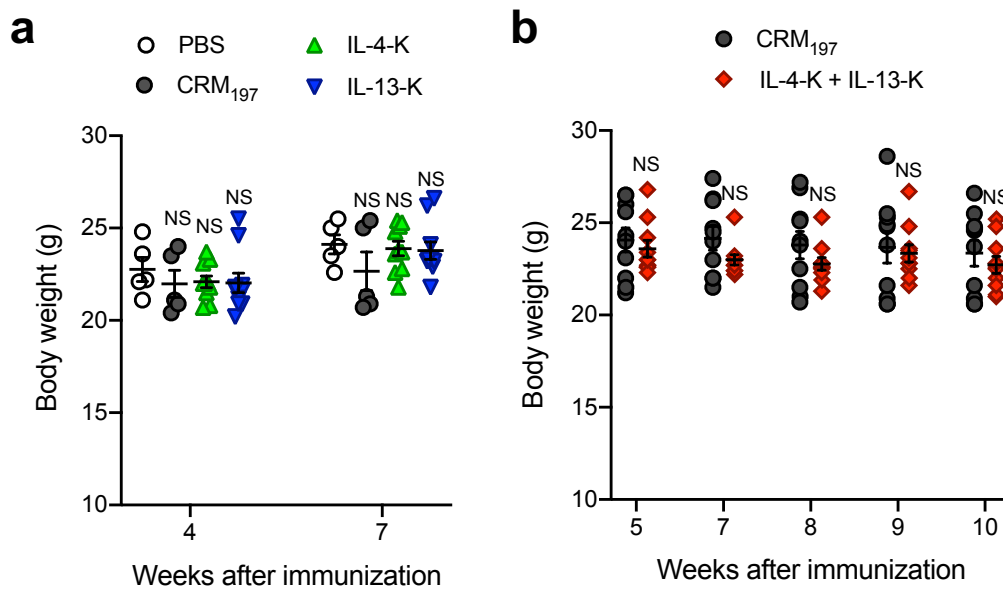 a
PBS
IL-4-K
CRM197
IL-13-K
Body weight (g)
30
25
20
15
10
NS
NS
NS
NS
NS
NS
4
7
Weeks after immunization
b
CRM197
IL-4-K + IL-13-K
Body weight (g)
30
25
20
15
10
NS
NS
NS
NS
NS
5
7
8
9
10
Weeks after immunization